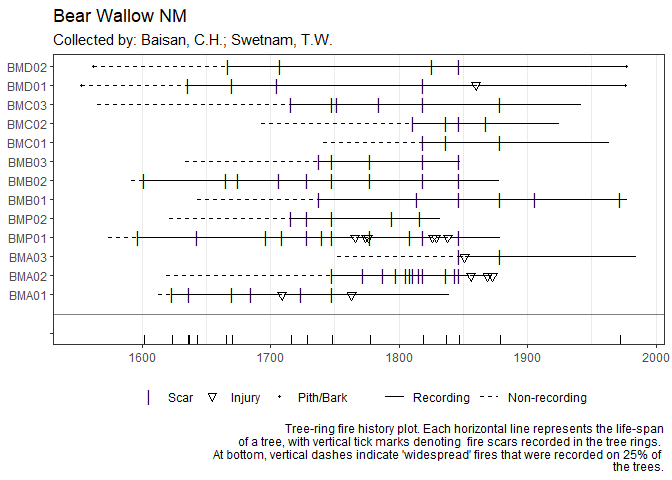 Bear Wallow NM
Collected by: Baisan, C.H.; Swetnam, T.W.
BMD02
BMD01
BMC03
BMC02
BMC01
BMB03
BMB02
BMB01
BMP02
BMP01
BMA03
BMA02
BMA01
1600 1700 1800 1900 2000
Scar Injury Pith/Bark Recording Non-recording
Tree-ring fire history plot. Each horizontal line represents the life-span
of a tree, with vertical tick marks denoting fire scars recorded in the tree rings.
At bottom, vertical dashes indicate 'widespread' fires that were recorded on 25% of
the trees.